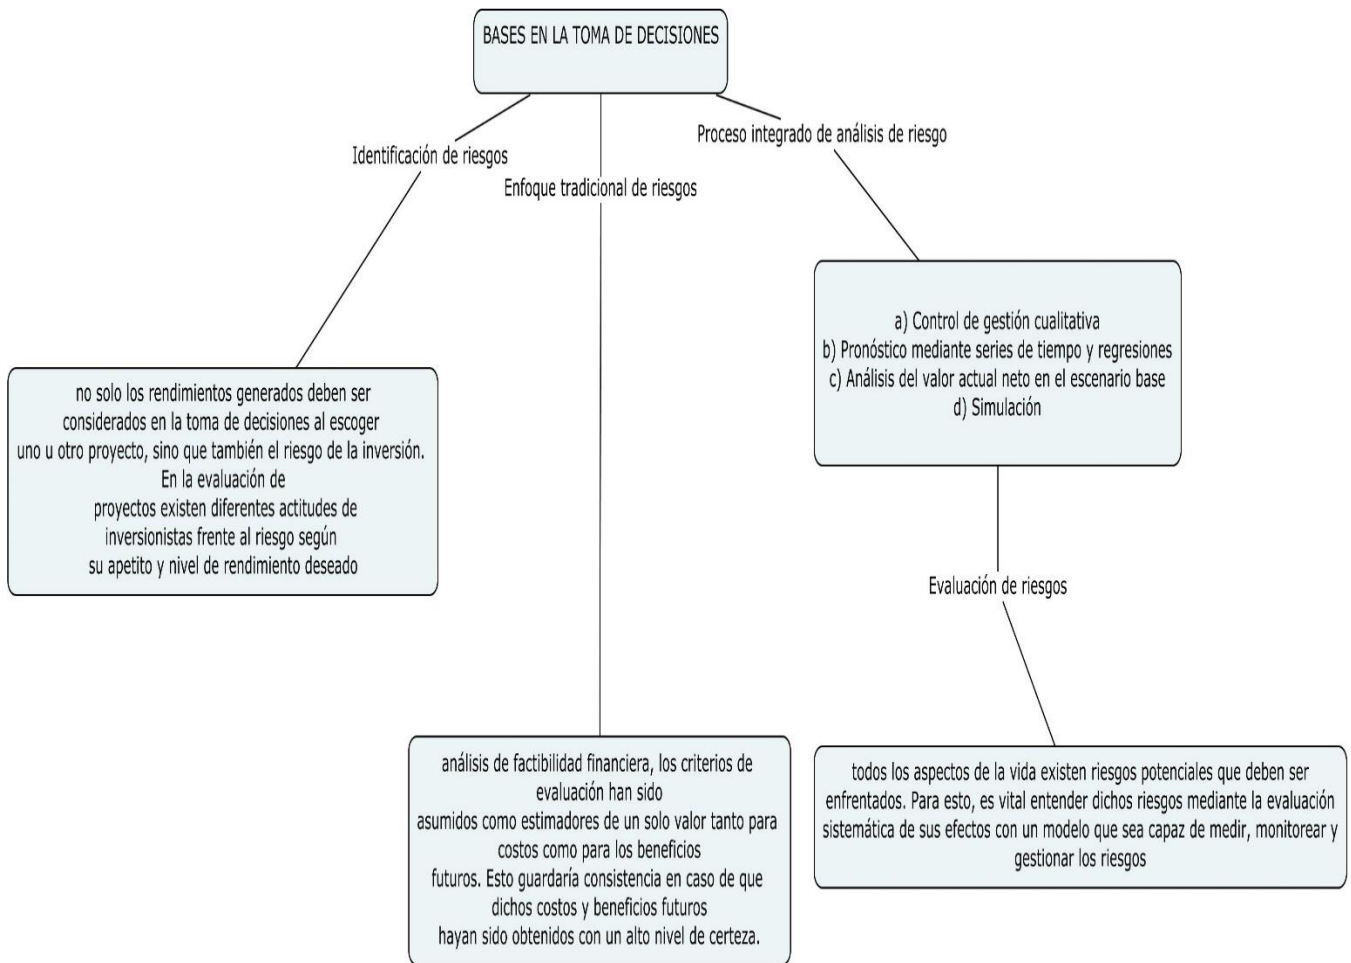 BASES EN LA TOMA DE DECISIONES
Identificación de riesgos
Enfoque tradicional de riesgos
Proceso integrado de análisis de riesgo
no solo los rendimientos generados deben ser
considerados en la toma de decisiones al escoger
uno u otro proyecto, sino que también el riesgo de la inversión.
En la evaluación de
proyectos existen diferentes actitudes de
inversionistas frente al riesgo según
su apetito y nivel de rendimiento deseado
análisis de factibilidad financiera, los criterios de
evaluación han sido
asumidos como estimadores de un solo valor tanto para
costos como para los beneficios
futuros. Esto guardaría consistencia en caso de que
dichos costos y beneficios futuros
hayan sido obtenidos con un alto nivel de certeza.
a) Control de gestión cualitativa
b) Pronóstico mediante series de tiempo y regresiones
c) Análisis del valor actual neto en el escenario base
d) Simulación
Evaluación de riesgos
todos los aspectos de la vida existen riesgos potenciales que deben ser
enfrentados. Para esto, es vital entender dichos riesgos mediante la evaluación
sistemática de sus efectos con un modelo que sea capaz de medir, monitorear y
gestionar los riesgos